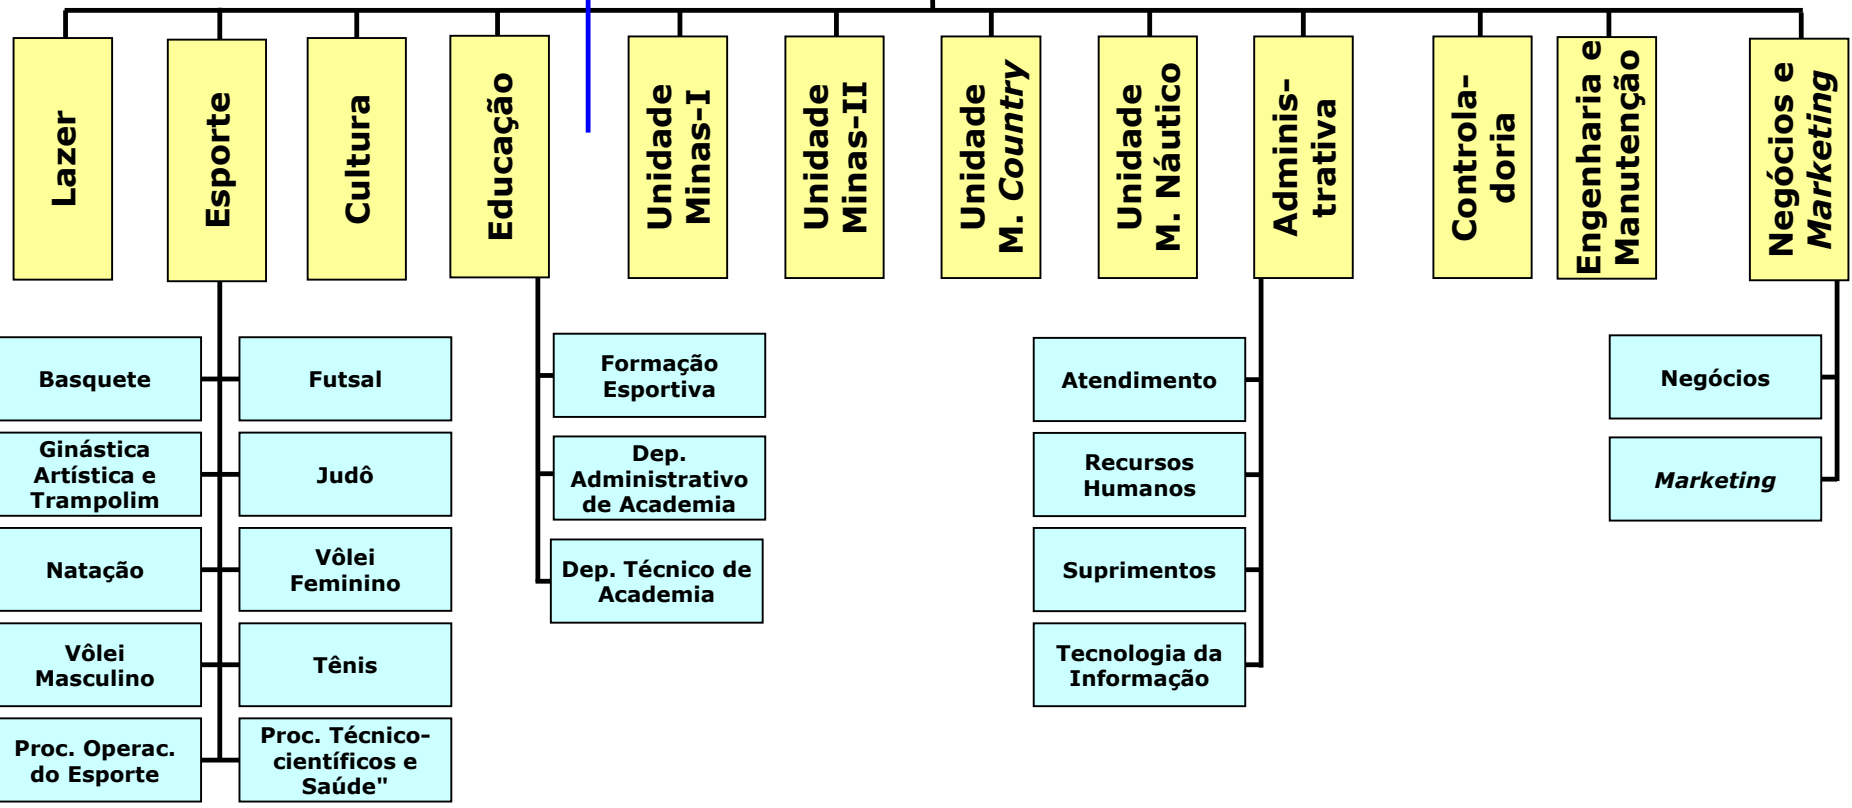 Lazer
Esporte
Cultura
Educação
Unidade
Minas-I
Unidade
Minas-II
Unidade
M. Country
Unidade
M. Náutico
Adminis-
trativa
Controla-
doria
Engenharia e
Manutenção
Negócios e
Marketing
Basquete
Futsal
Ginástica
Artística e
Trampolim
Judô
Natação
Vôlei
Feminino
Vôlei
Masculino
Tênis
Proc. Operac.
do Esporte
Proc. Técnico-
científicos e
Saúde"
Formação
Esportiva
Dep.
Administrativo
de Academia
Dep. Técnico de
Academia
Atendimento
Recursos
Humanos
Suprimentos
Tecnologia da
Informação
Negócios
Marketing